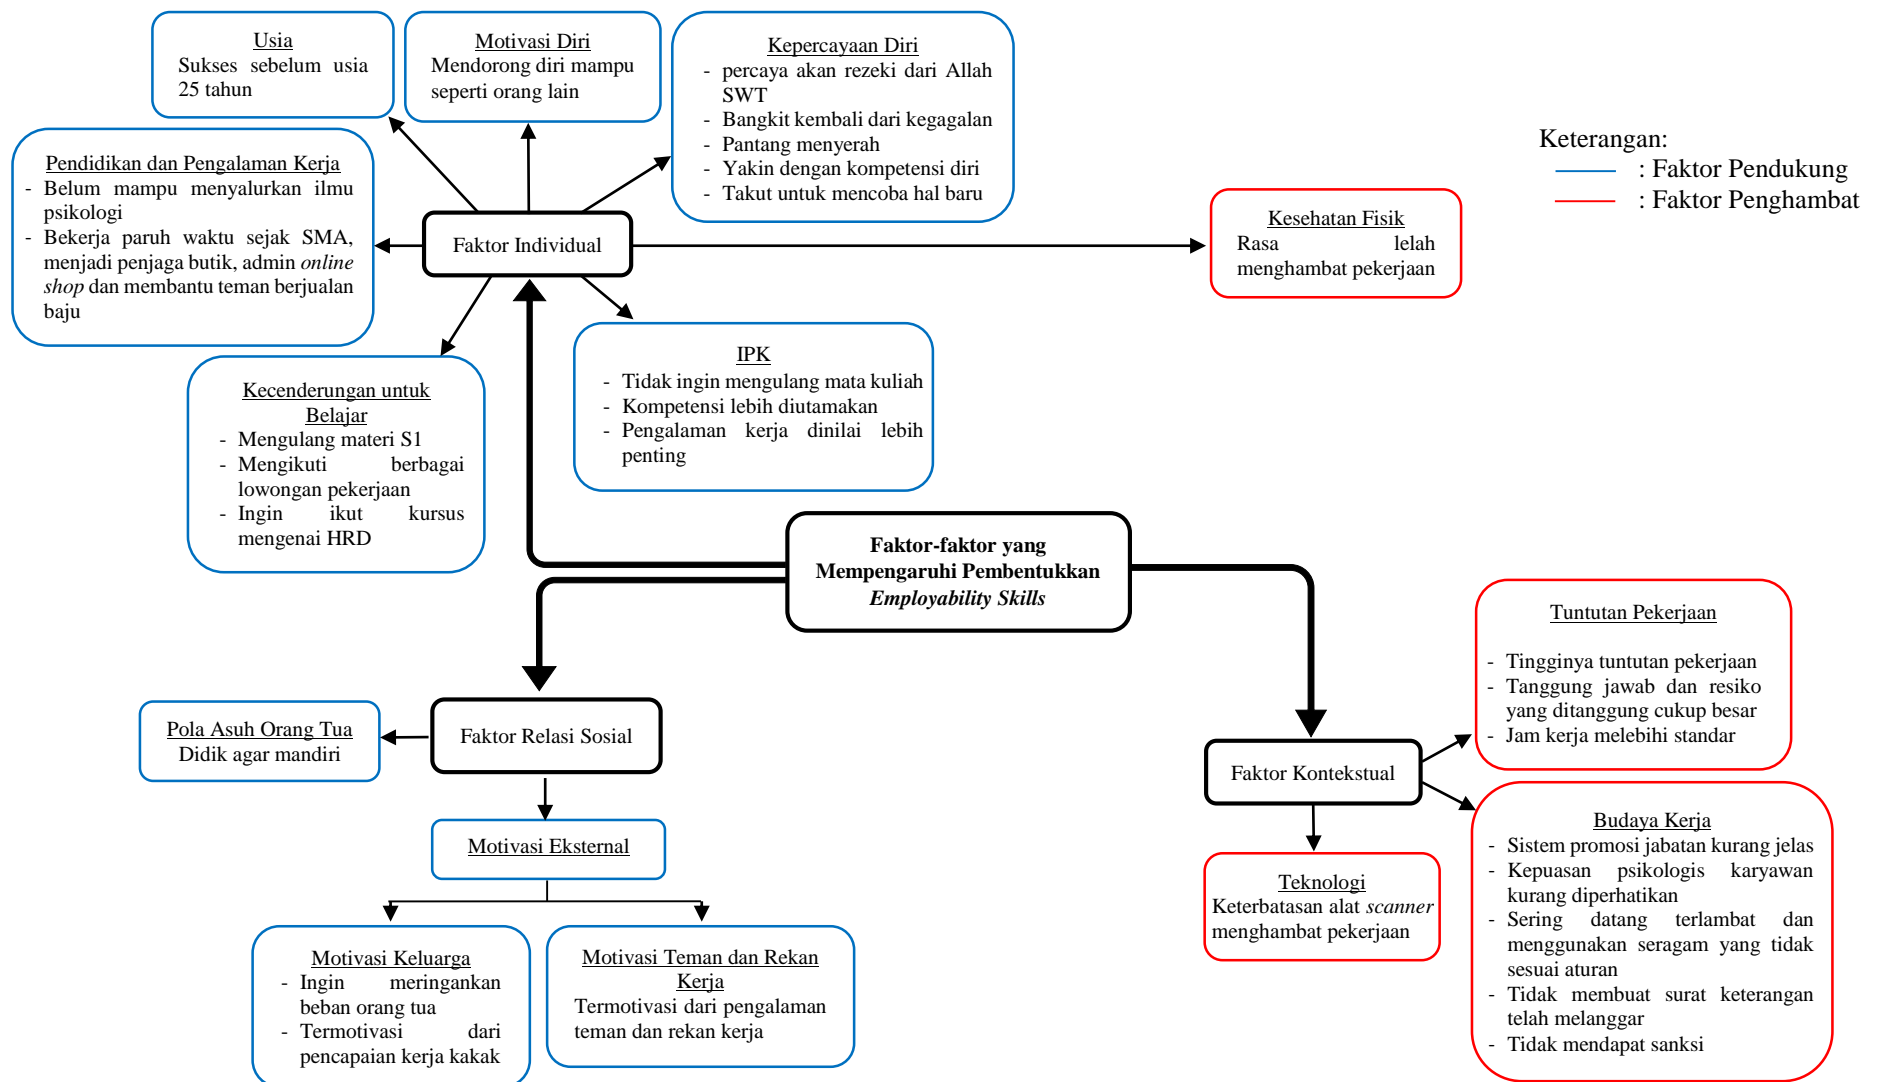 Usia
Sukses sebelum usia
25 tahun
Motivasi Diri
Mendorong diri mampu
seperti orang lain
Kepercayaan Diri
- percaya akan rezeki dari Allah
SWT
- Bangkit kembali dari kegagalan
- Pantang menyerah
- Yakin dengan kompetensi diri
- Takut untuk mencoba hal baru
Keterangan:
: Faktor Pendukung
: Faktor Penghambat
Pendidikan dan Pengalaman Kerja
- Belum mampu menyalurkan ilmu
psikologi
- Bekerja paruh waktu sejak SMA,
menjadi penjaga butik, admin online
shop dan membantu teman berjualan
baju
Faktor Individual
Kesehatan Fisik
Rasa lelah
menghambat pekerjaan
Kecenderungan untuk
Belajar
- Mengulang materi S1
- Mengikuti berbagai
lowongan pekerjaan
- Ingin ikut kursus
mengenai HRD
IPK
- Tidak ingin mengulang mata kuliah
- Kompetensi lebih diutamakan
- Pengalaman kerja dinilai lebih
penting
Faktor-faktor yang
Mempengaruhi Pembentukkan
Employability Skills
Pola Asuh Orang Tua
Didik agar mandiri
Faktor Relasi Sosial
Motivasi Eksternal
Motivasi Keluarga
- Ingin meringankan
beban orang tua
- Termotivasi dari
pencapaian kerja kakak
Motivasi Teman dan Rekan
Kerja
Termotivasi dari pengalaman
teman dan rekan kerja
Faktor Kontekstual
Tuntutan Pekerjaan
- Tingginya tuntutan pekerjaan
- Tanggung jawab dan resiko
yang ditanggung cukup besar
- Jam kerja melebihi standar
Teknologi
Keterbatasan alat scanner
menghambat pekerjaan
Budaya Kerja
- Sistem promosi jabatan kurang jelas
- Kepuasan psikologis karyawan
kurang diperhatikan
- Sering datang terlambat dan
menggunakan seragam yang tidak
sesuai aturan
- Tidak membuat surat keterangan
telah melanggar
- Tidak mendapat sanksi